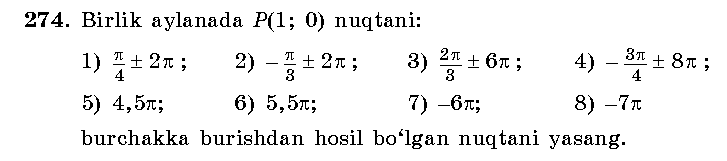 274. Birlik aylanada P(1; 0) nuqtani:
1) π/4 ± 2π ; 2) −π/3 ± 2π ; 3) 2π/3 ± 6π ; 4) −3π/4 ± 8π ;
5) 4,5π; 6) 5,5π; 7) –6π; 8) –7π
burchakka burishdan hosil bo‘lgan nuqtani yasang.